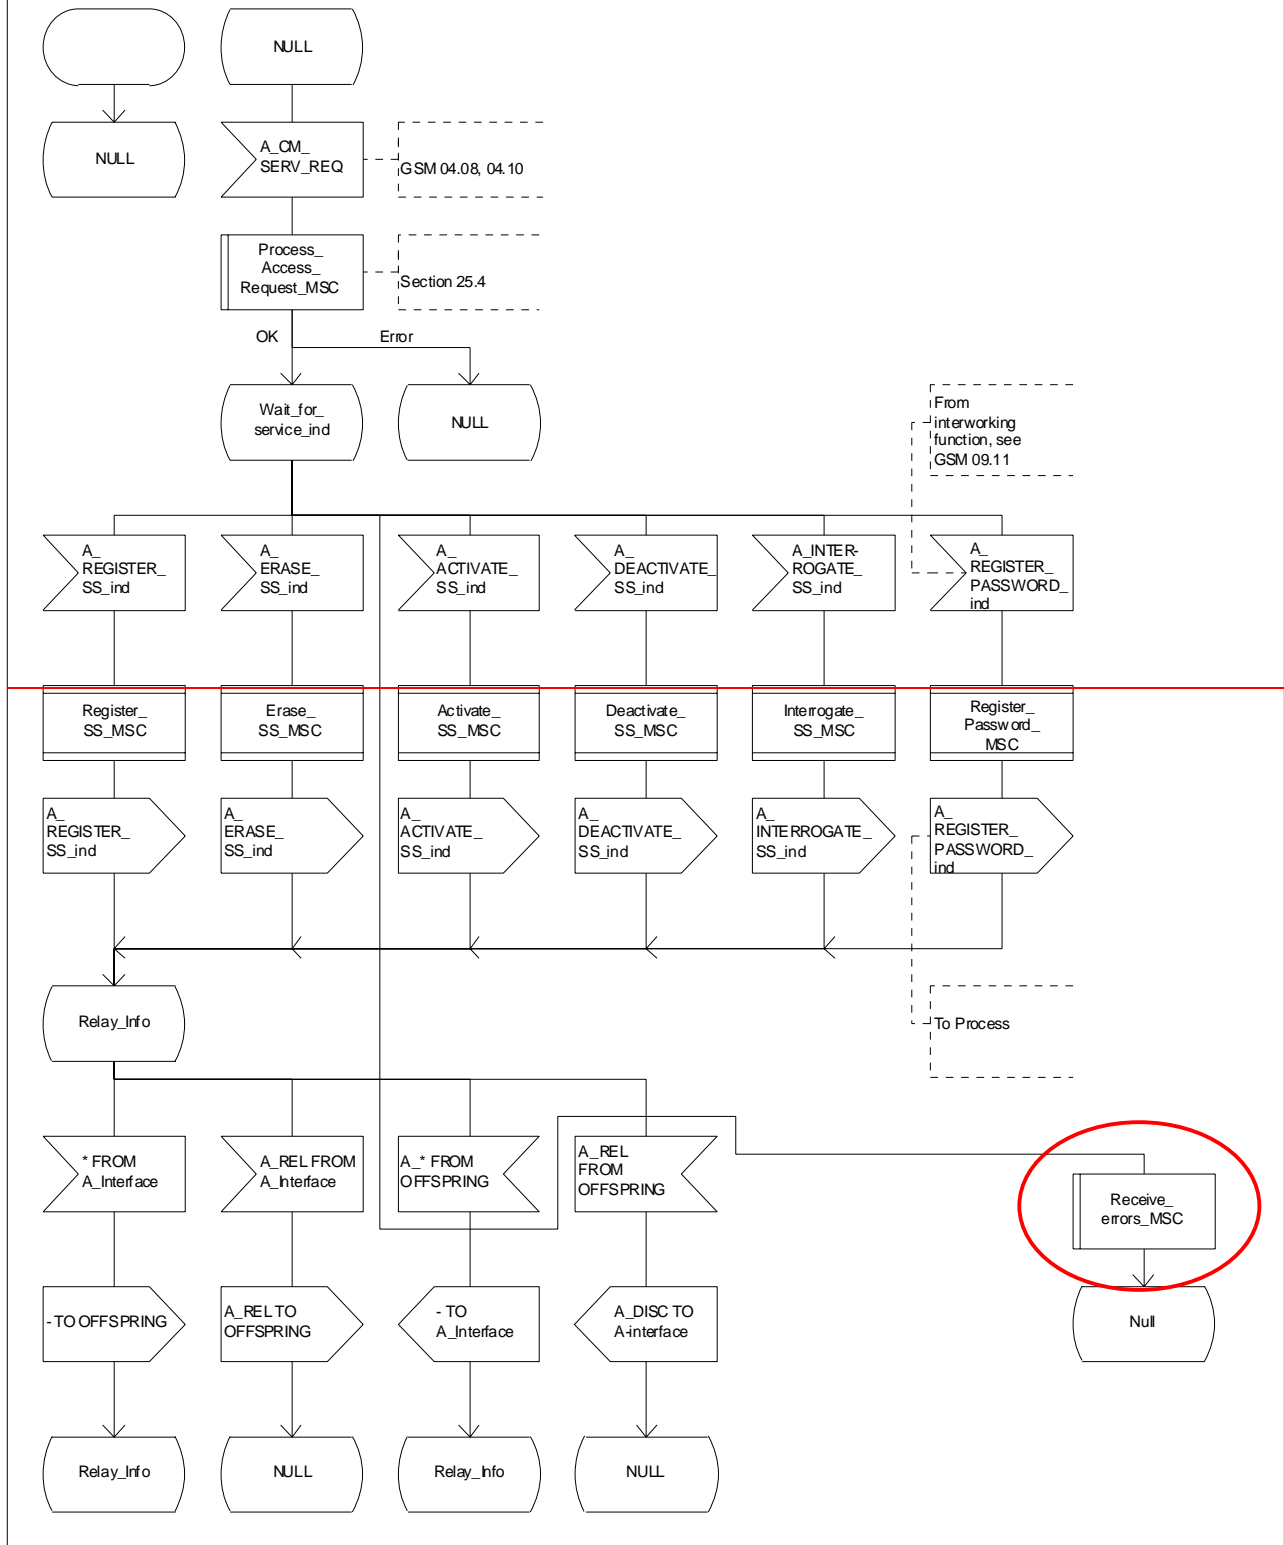 NULL
NULL
A_CM_
SERV_REQ
GSM 04.08, 04.10
Process_
Access_
Request_MSC
Section 25.4
OK
Error
Wait_for_
service_ind
NULL
From
interworking
function, see
GSM 09.11
A_
REGISTER_
SS_ind
A_
ERASE_
SS_ind
A_
ACTIVATE_
SS_ind
A_
DEACTIVATE_
SS_ind
A_INTER-
ROGATE_
SS_ind
A_
REGISTER_
PASSWORD_
ind
Register_
SS_MSC
Erase_
SS_MSC
Activate_
SS_MSC
Deactivate_
SS_MSC
Interrogate_
SS_MSC
Register_
Password_
MSC
A_
REGISTER_
SS_ind
A_
ERASE_
SS_ind
A_
ACTIVATE_
SS_ind
A_
DEACTIVATE_
SS_ind
A_
INTERROGATE_
SS_ind
A_
REGISTER_
PASSWORD_
ind
Relay_Info
To Process
* FROM
A_Interface
A_REL FROM
A_Interface
A_* FROM
OFFSPRING
A_REL
FROM
OFFSPRING
Receive_
errors_MSC
- TO OFFSPRING
A_REL TO
OFFSPRING
- TO
A_Interface
A_DISC TO
A-interface
Null
Relay_Info
NULL
Relay_Info
NULL